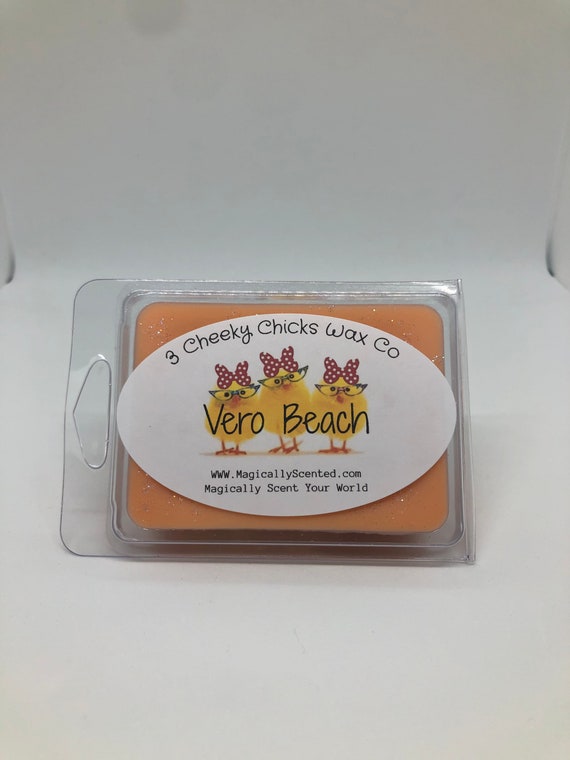 3 Cheeky Chicks Wax Co
Vero Beach
WWW.MagicallyScented.com
Magically Scent Your World